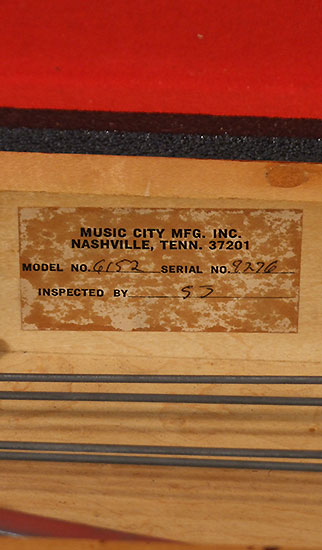 MUSIC CITY MFG. INC.
NASHVILLE, TENN. 37201
MODEL NO. 6152 SERIAL NO. 9276
INSPECTED BY SJ